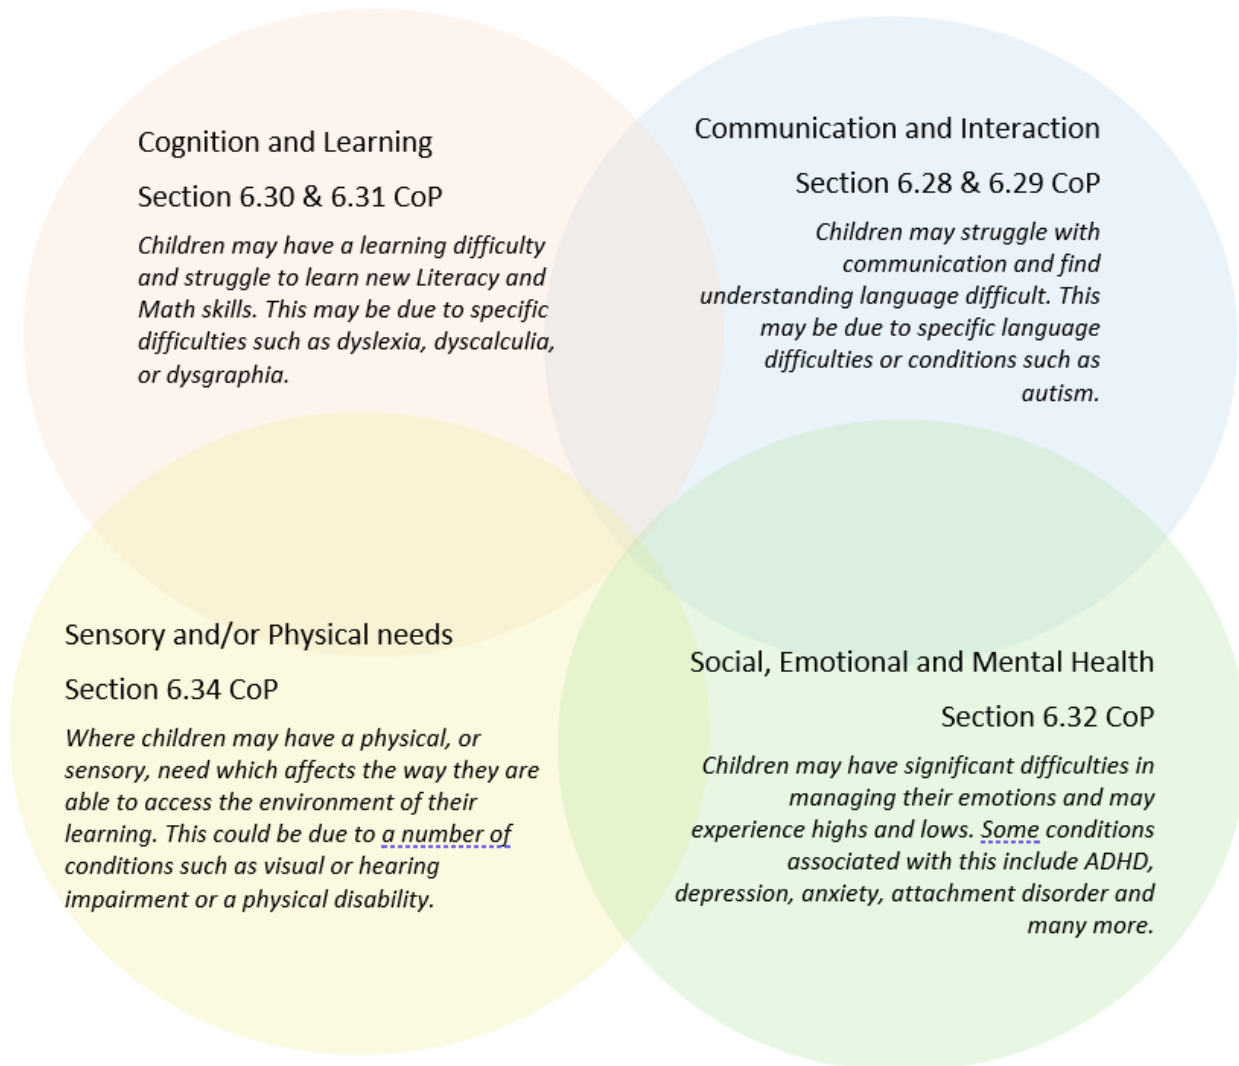 Cognition and Learning
Section 6.30 & 6.31 CoP
Children may have a learning difficulty
and struggle to learn new Literacy and
Math skills. This may be due to specific
difficulties such as dyslexia, dyscalculia,
or dysgraphia.
Communication and Interaction
Section 6.28 & 6.29 CoP
Children may struggle with
communication and find
understanding language difficult. This
may be due to specific language
difficulties or conditions such as
autism.
Sensory and/or Physical needs
Section 6.34 CoP
Where children may have a physical, or
sensory, need which affects the way they are
able to access the environment of their
learning. This could be due to a number of
conditions such as visual or hearing
impairment or a physical disability.
Social, Emotional and Mental Health
Section 6.32 CoP
Children may have significant difficulties in
managing their emotions and may
experience highs and lows. Some conditions
associated with this include ADHD,
depression, anxiety, attachment disorder and
many more.